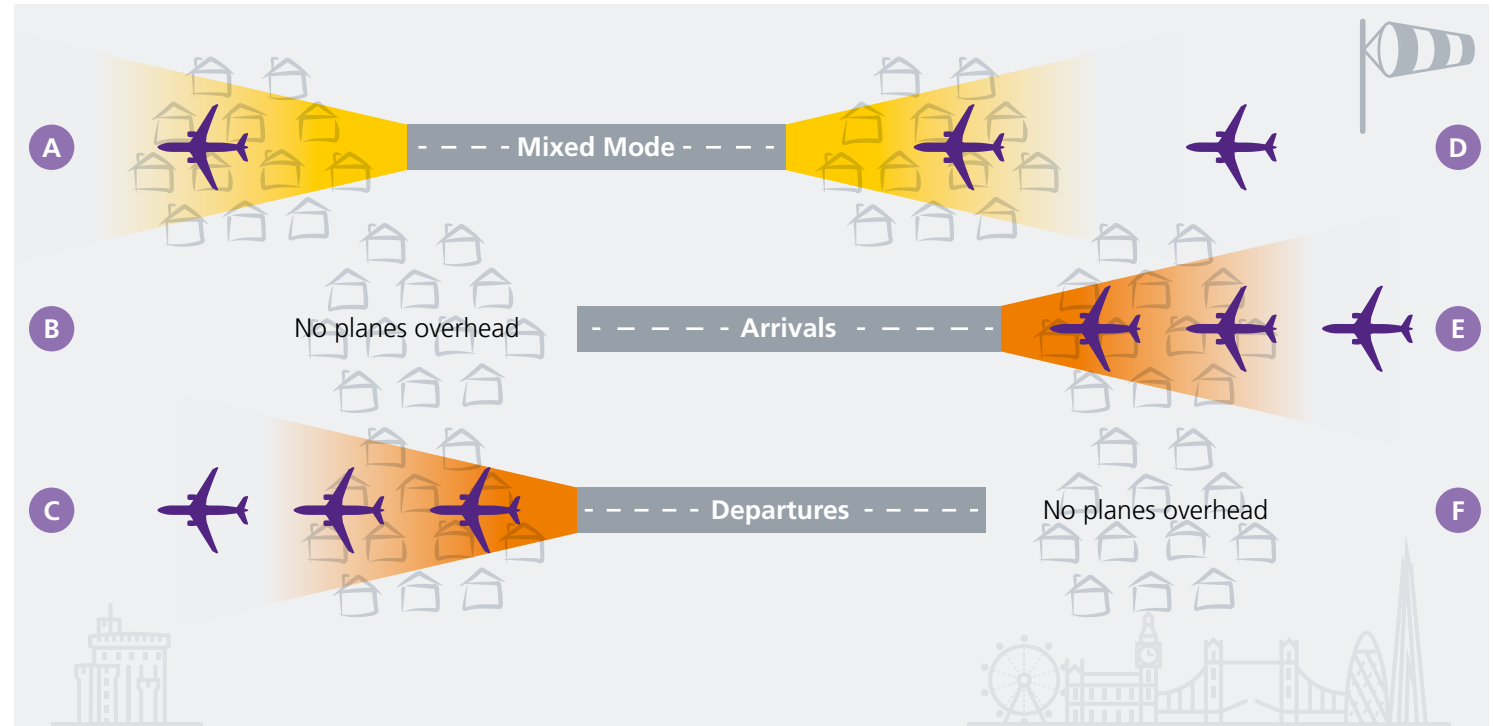 A
Mixed Mode
D
B
No planes overhead
Arrivals
E
C
Departures
No planes overhead
F